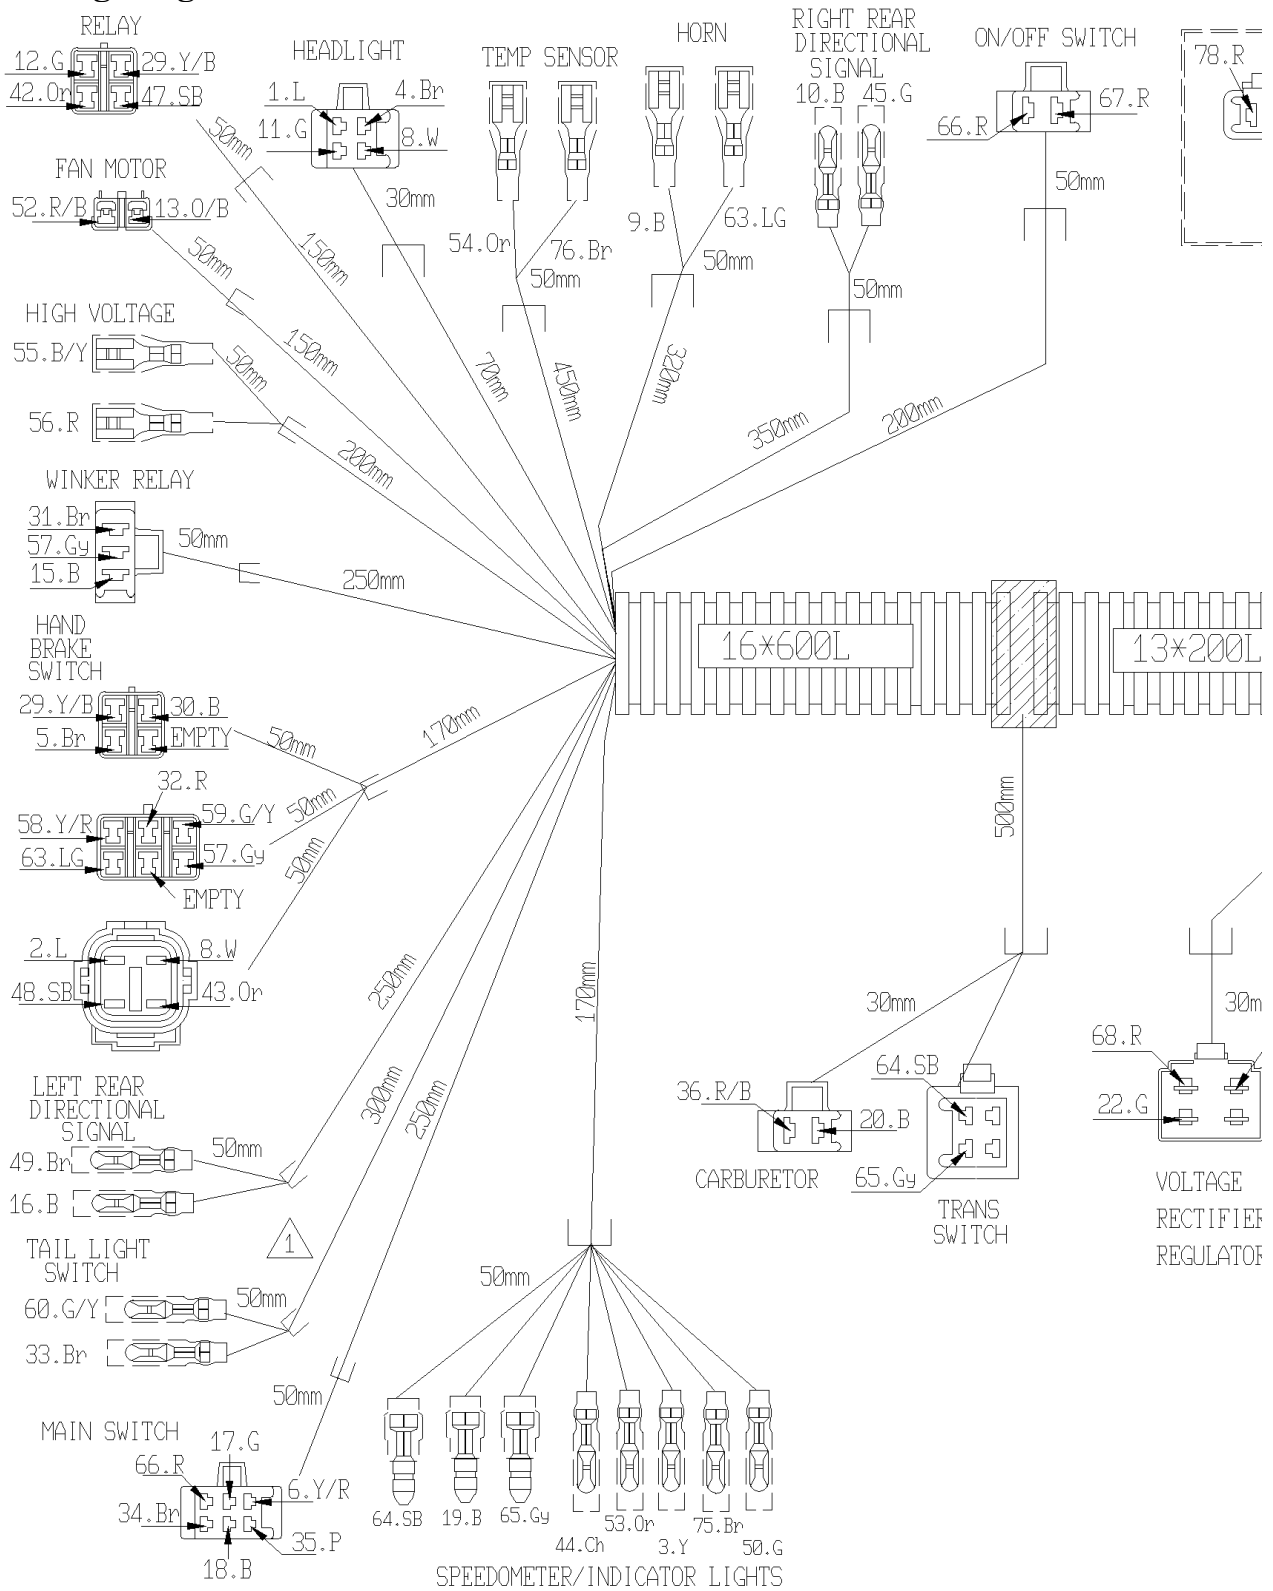 RELAY
12.G
29.Y/B
42.Or
47.SB
50mm
150mm
HEADLIGHT
1.L
4.Br
11.G
8.W
30mm
70mm
TEMP SENSOR
54.Or
76.Br
50mm
450mm
HORN
9.B
63.LG
50mm
320mm
RIGHT REAR
DIRECTIONAL
SIGNAL
10.B
45.G
50mm
350mm
ON/OFF SWITCH
66.R
67.R
50mm
200mm
78.R
FAN MOTOR
52.R/B
13.O/B
50mm
150mm
HIGH VOLTAGE
55.B/Y
56.R
50mm
200mm
WINKER RELAY
31.Br
57.Gy
15.B
50mm
250mm
16*600L
13*200L
HAND
BRAKE
SWITCH
29.Y/B
30.B
5.Br
EMPTY
50mm
170mm
32.R
58.Y/R
59.G/Y
63.LG
57.Gy
EMPTY
50mm
2.L
8.W
48.SB
43.Or
50mm
LEFT REAR
DIRECTIONAL
SIGNAL
49.Br
16.B
50mm
250mm
TAIL LIGHT
SWITCH
60.G/Y
33.Br
50mm
300mm
1
MAIN SWITCH
66.R
17.G
6.Y/R
34.Br
18.B
35.P
50mm
250mm
170mm
50mm
64.SB
19.B
65.Gy
44.Ch
53.Or
3.Y
75.Br
50.G
SPEEDOMETER/INDICATOR LIGHTS
500mm
30mm
36.R/B
20.B
CARBURETOR
64.SB
65.Gy
TRANS
SWITCH
68.R
22.G
VOLTAGE
RECTIFIER
REGULATOR